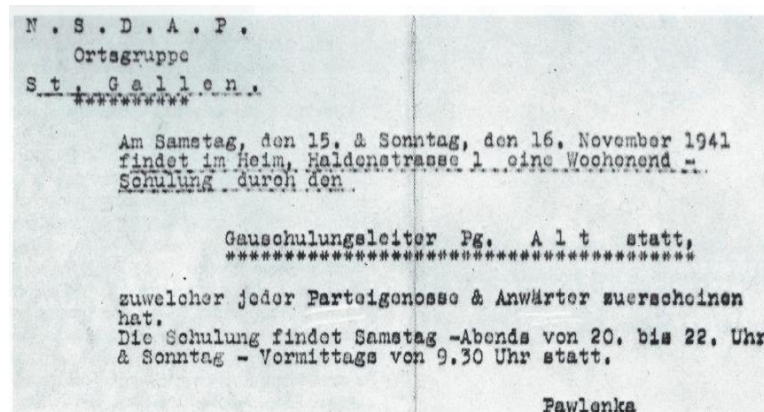 N . S . D . A . P .
Ortsgruppe
S t . G a l l e n .
**********
Am Samstag, den 15. & Sonntag, den 16. November 1941
findet im Heim, Haldenstrasse 1 eine Wochenend -
Schulung durch den
Gauschulungsleiter Pg. A l t statt,
****************************************
zuwelcher jeder Parteigenosse & Anwärter zuerscheinen
hat.
Die Schulung findet Samstag -Abends von 20. bis 22. Uhr
& Sonntag - Vormittags von 9.30 Uhr statt.
Pawlenka